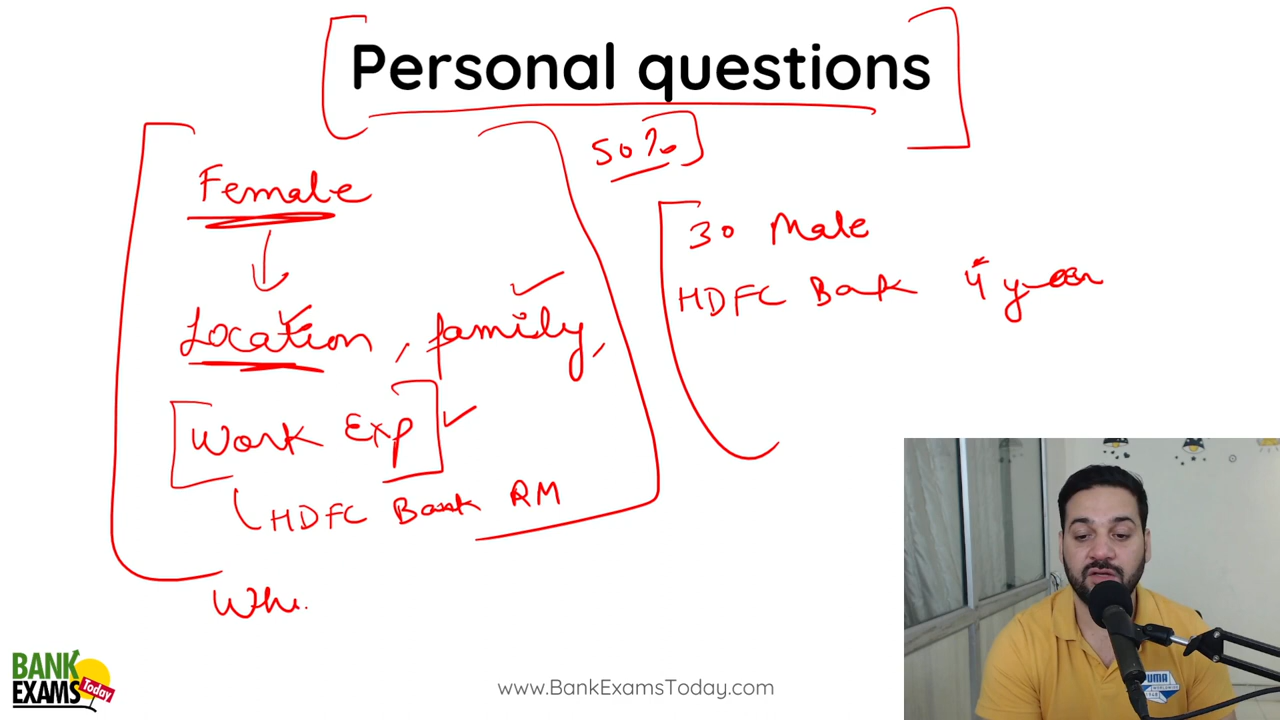 Personal questions
50%
Female
30 Male
HDFC Bank 4 year
Location, family,
Work Exp
HDFC Bank RM
BANK
EXAMS
Today
www.BankExamsToday.com
PUMA